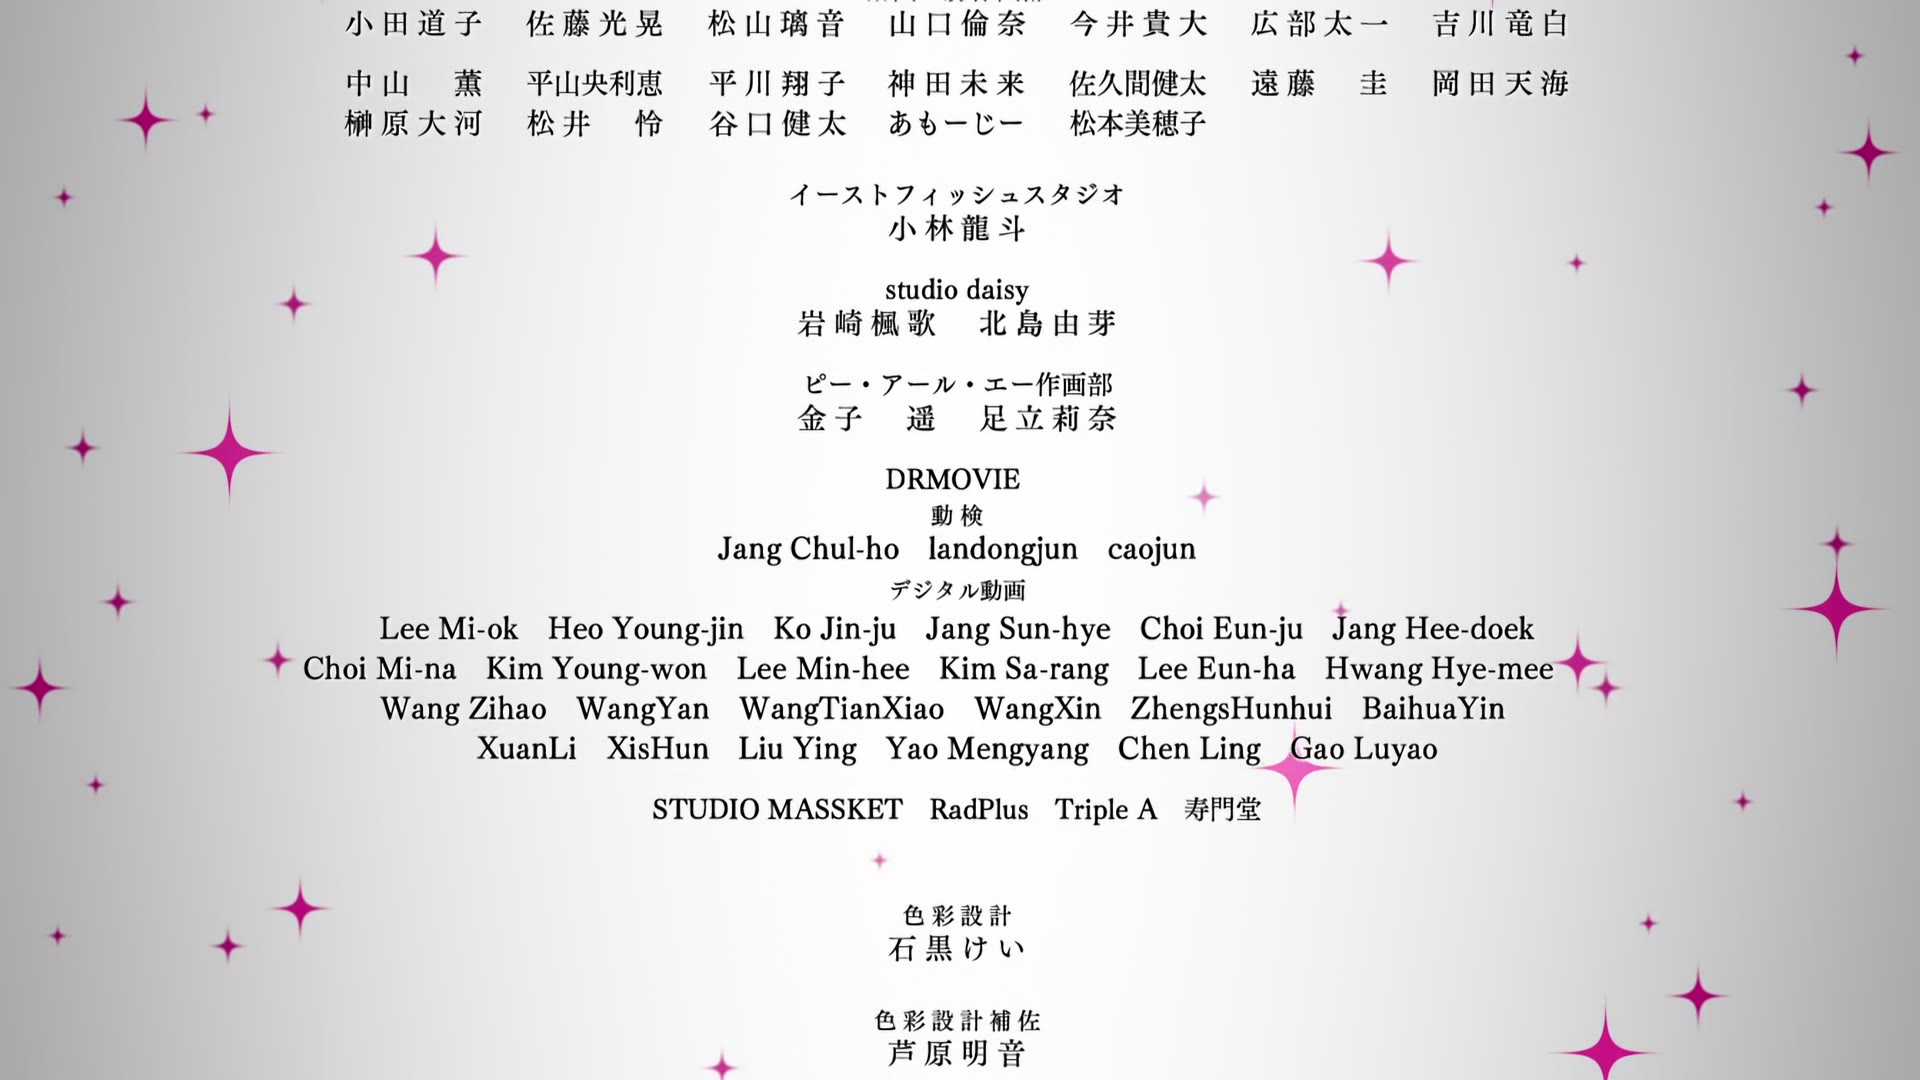 小田道子 佐藤光晃 松山璃音 山口倫奈 今井貴大 広部太一 吉川竜白
中山 薫 平山央利恵 平川翔子 神田未来 佐久間健太 遠藤 圭 岡田天海
榊原大河 松井 怜 谷口健太 あもーじー 松本美穂子
イーストフィッシュスタジオ
小林龍斗
studio daisy
岩崎楓歌 北島由芽
ピー・アール・エー作画部
金子 遥 足立莉奈
DRMOVIE
動検
Jang Chul-ho landongjun caojun
デジタル動画
Lee Mi-ok Heo Young-jin Ko Jin-ju Jang Sun-hye Choi Eun-ju Jang Hee-doek
Choi Mi-na Kim Young-won Lee Min-hee Kim Sa-rang Lee Eun-ha Hwang Hye-mee
Wang Zihao WangYan WangTianXiao WangXin ZhengsHunhui BaihuaYin
XuanLi XisHun Liu Ying Yao Mengyang Chen Ling Gao Luyao
STUDIO MASSKET RadPlus Triple A 寿門堂
色彩設計
石黒けい
色彩設計補佐
芦原明音